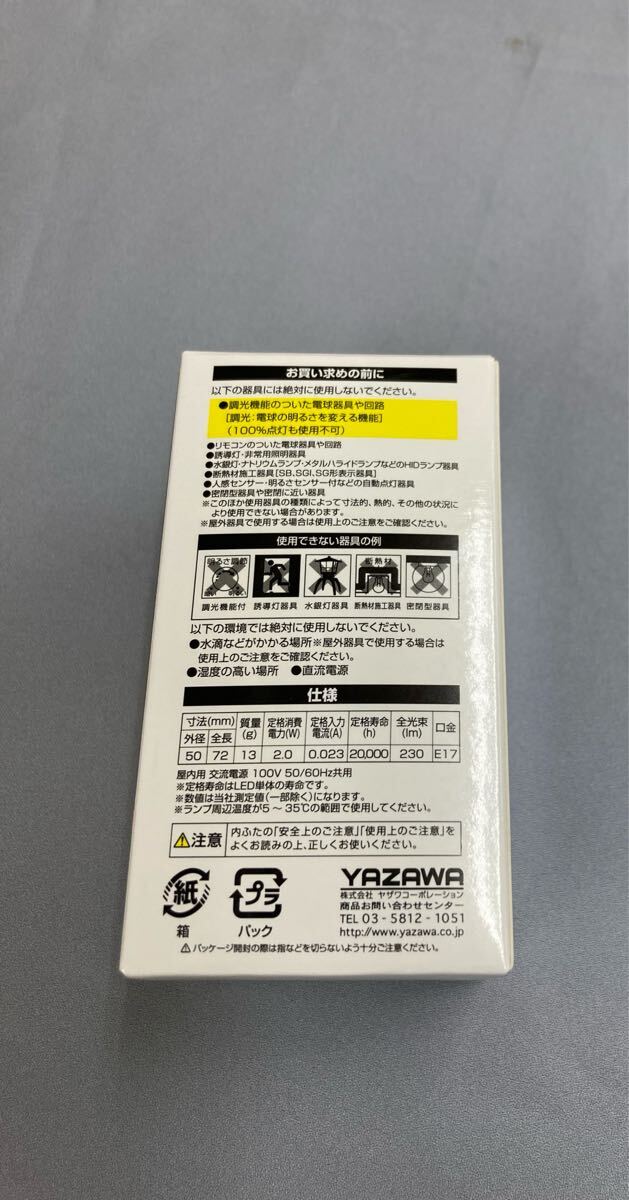 お買い求めの前に
以下の器具には絶対に使用しないでください。
●調光機能のついた電球器具や回路
[調光:電球の明るさを変える機能]
(100%点灯も使用不可)
●リモコンのついた電球器具や回路
●誘導灯・非常用照明器具
●水銀灯・ナトリウムランプ・メタルハライドランプなどのHIDランプ器具
●断熱材施工器具[SB、SGI、SG形表示器具]
●人感センサー・明るさセンサー付などの自動点灯器具
●密閉型器具や密閉に近い器具
※このほか使用器具の種類によって寸法的、熱的、その他の状況に
より使用できない場合があります。
※屋外器具で使用する場合は使用上のご注意をご確認ください。
使用できない器具の例
明るさ調節 断熱材
暗い 明るい
調光機能付 誘導灯器具 水銀灯器具 断熱材施工器具 密閉型器具
以下の環境では絶対に使用しないでください。
●水滴などがかかる場所※屋外器具で使用する場合は
使用上のご注意をご確認ください。
●湿度の高い場所 ●直流電源
仕様
寸法(mm) 質量(g) 定格消費電力(W) 定格入力電流(A) 定格寿命(h) 全光束(lm) 口金
外径 全長
50 72 13 2.0 0.023 20,000 230 E17
屋内用 交流電源 100V 50/60Hz共用
※定格寿命はLED単体の寿命です。
※数値は当社測定値(一部除く)になります。
※ランプ周辺温度が5~35℃の範囲で使用してください。
注意 内ふたの「安全上のご注意」「使用上のご注意」を
よくお読みの上、正しくお使いください。
紙 プラ
箱 パック
YAZAWA
株式会社 ヤザワコーポレーション
商品お問い合わせセンター
TEL 03-5812-1051
http://www.yazawa.co.jp
パッケージ開封の際は指などを切らないよう十分ご注意ください。